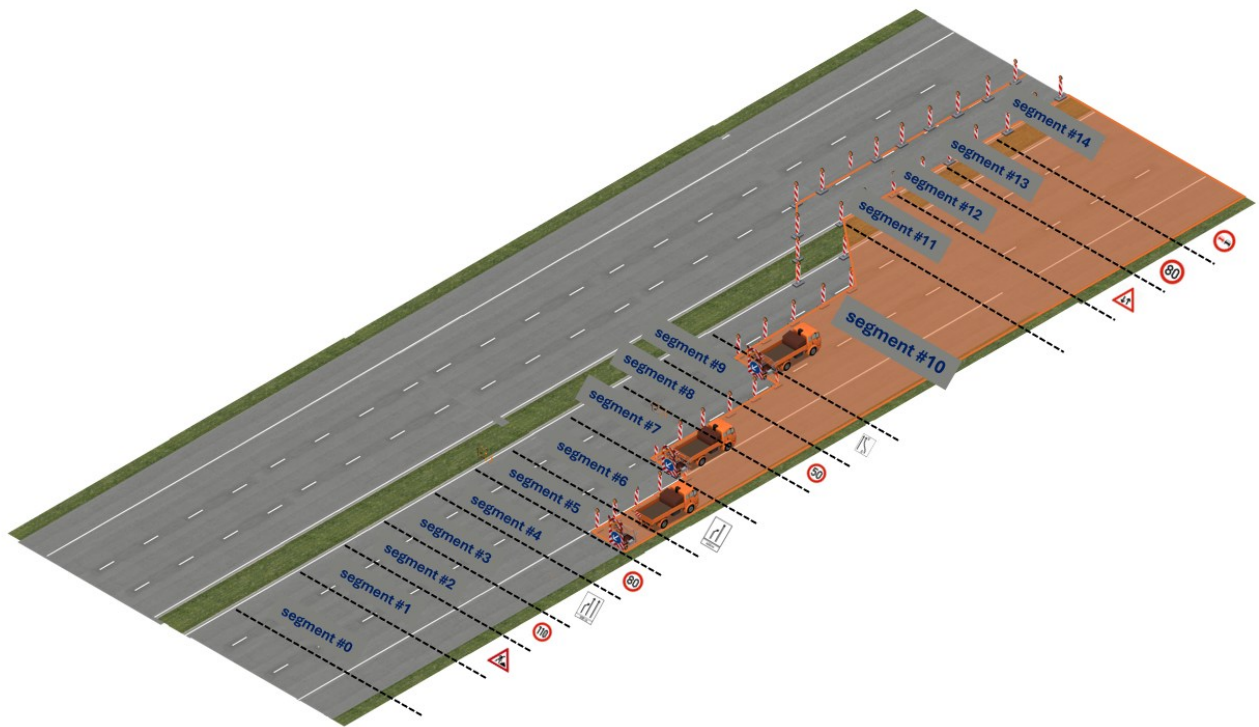 segment #14
segment #13
segment #12
segment #11
segment #10
80
segment #9
segment #8
segment #7
50
segment #6
segment #5
segment #4
80
segment #3
segment #2
110
segment #1
segment #0